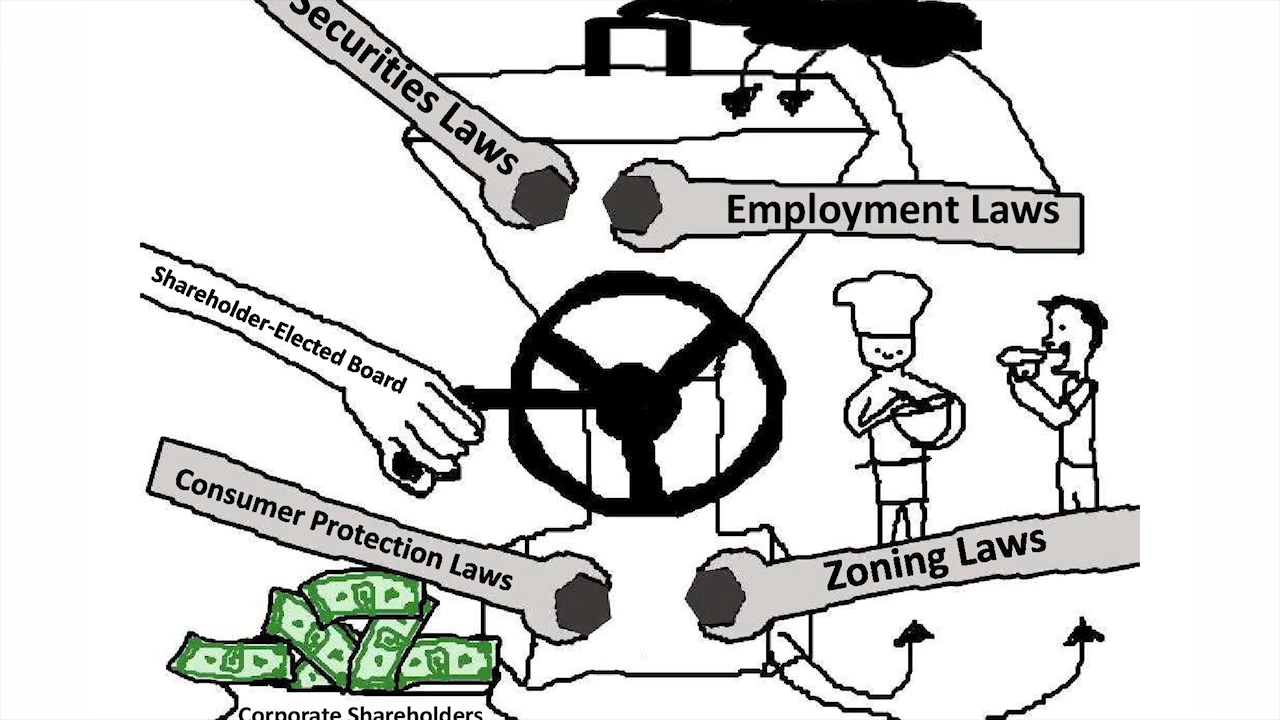 Securities Laws
Employment Laws
Shareholder-Elected Board
Consumer Protection Laws
Zoning Laws
Corporate Shareholders